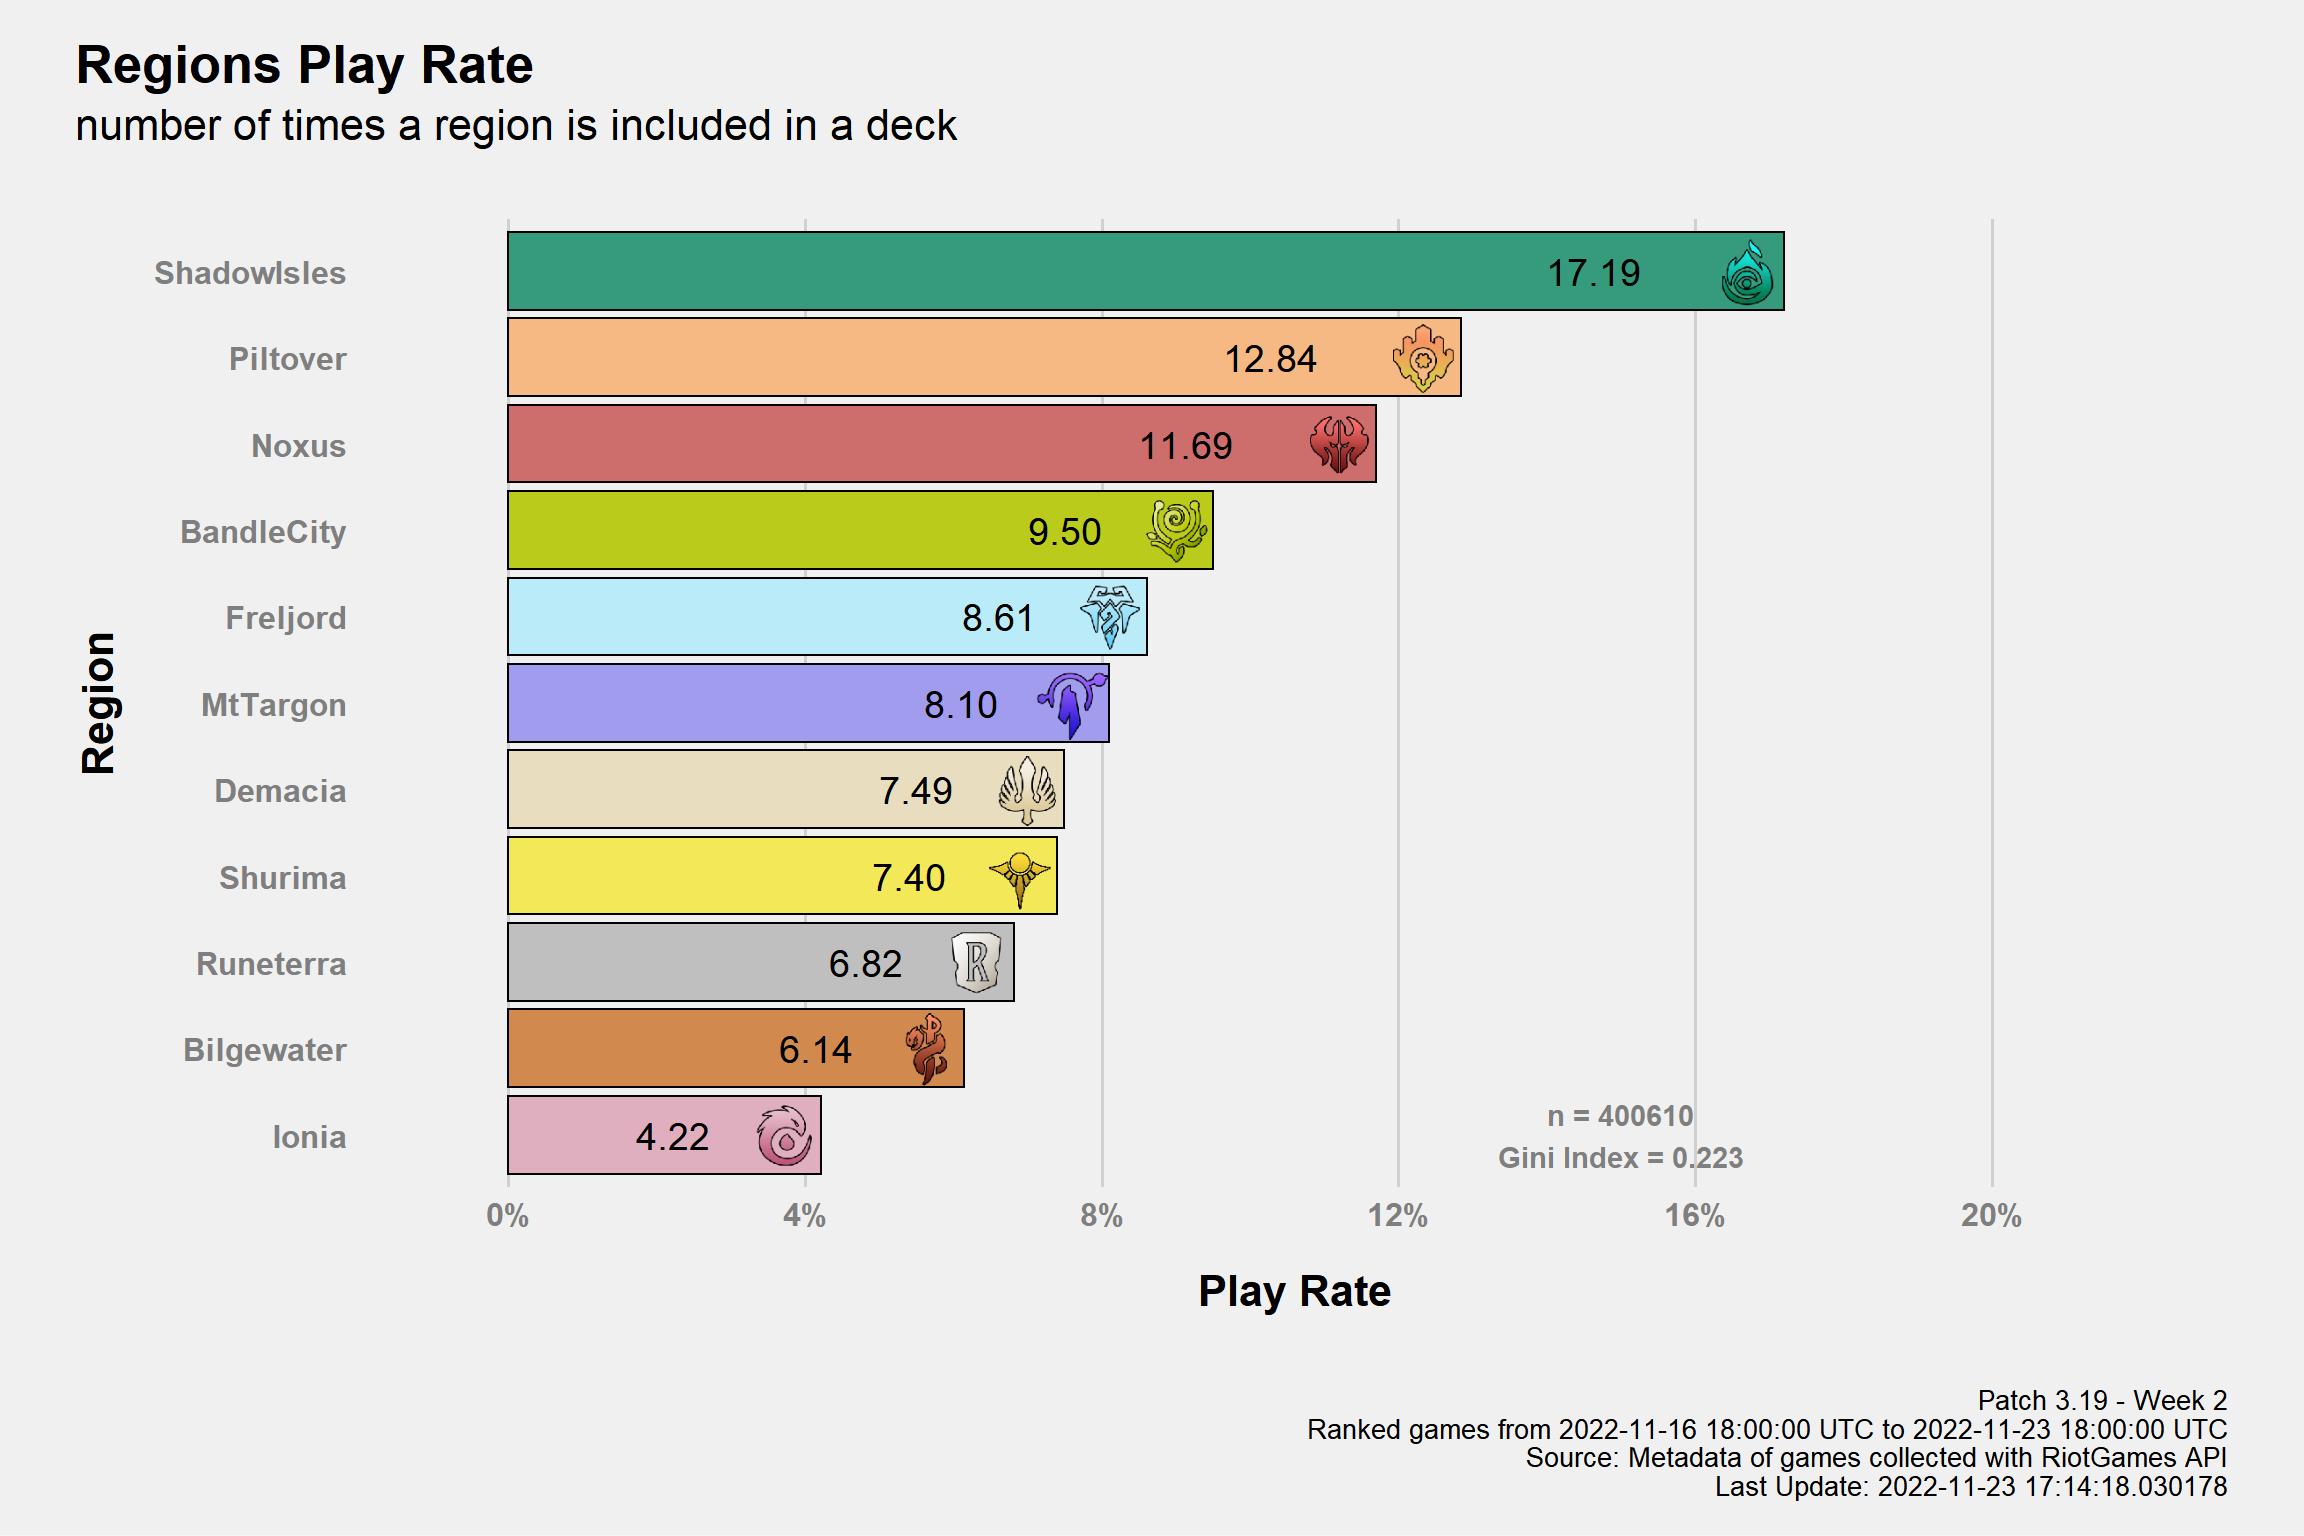 Regions Play Rate
number of times a region is included in a deck
Region
ShadowIsles 17.19
Piltover 12.84
Noxus 11.69
BandleCity 9.50
Freljord 8.61
MtTargon 8.10
Demacia 7.49
Shurima 7.40
Runeterra 6.82 R
Bilgewater 6.14
Ionia 4.22
n = 400610
Gini Index = 0.223
0% 4% 8% 12% 16% 20%
Play Rate
Patch 3.19 - Week 2
Ranked games from 2022-11-16 18:00:00 UTC to 2022-11-23 18:00:00 UTC
Source: Metadata of games collected with RiotGames API
Last Update: 2022-11-23 17:14:18.030178